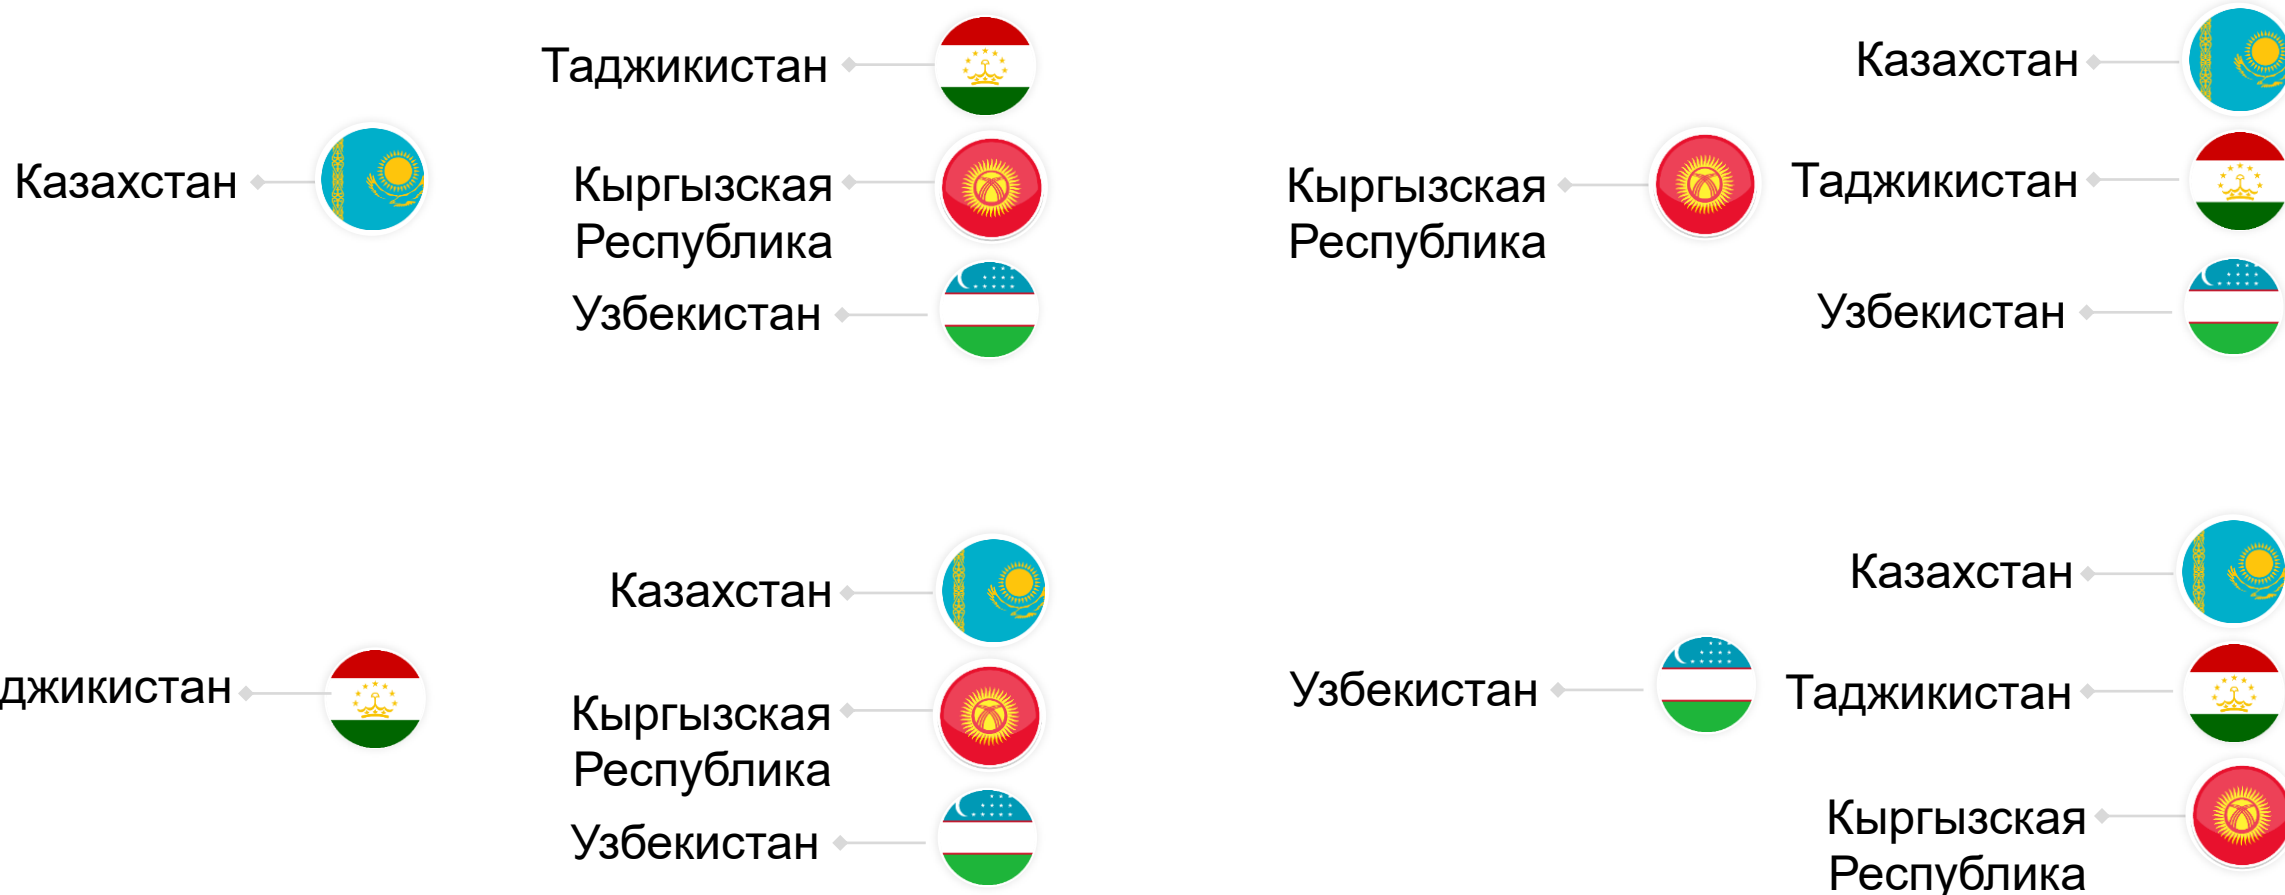 Казахстан
Таджикистан
Кыргызская
Республика
Узбекистан
Кыргызская
Республика
Казахстан
Таджикистан
Узбекистан
джикистан
Казахстан
Кыргызская
Республика
Узбекистан
Узбекистан
Казахстан
Таджикистан
Кыргызская
Республика